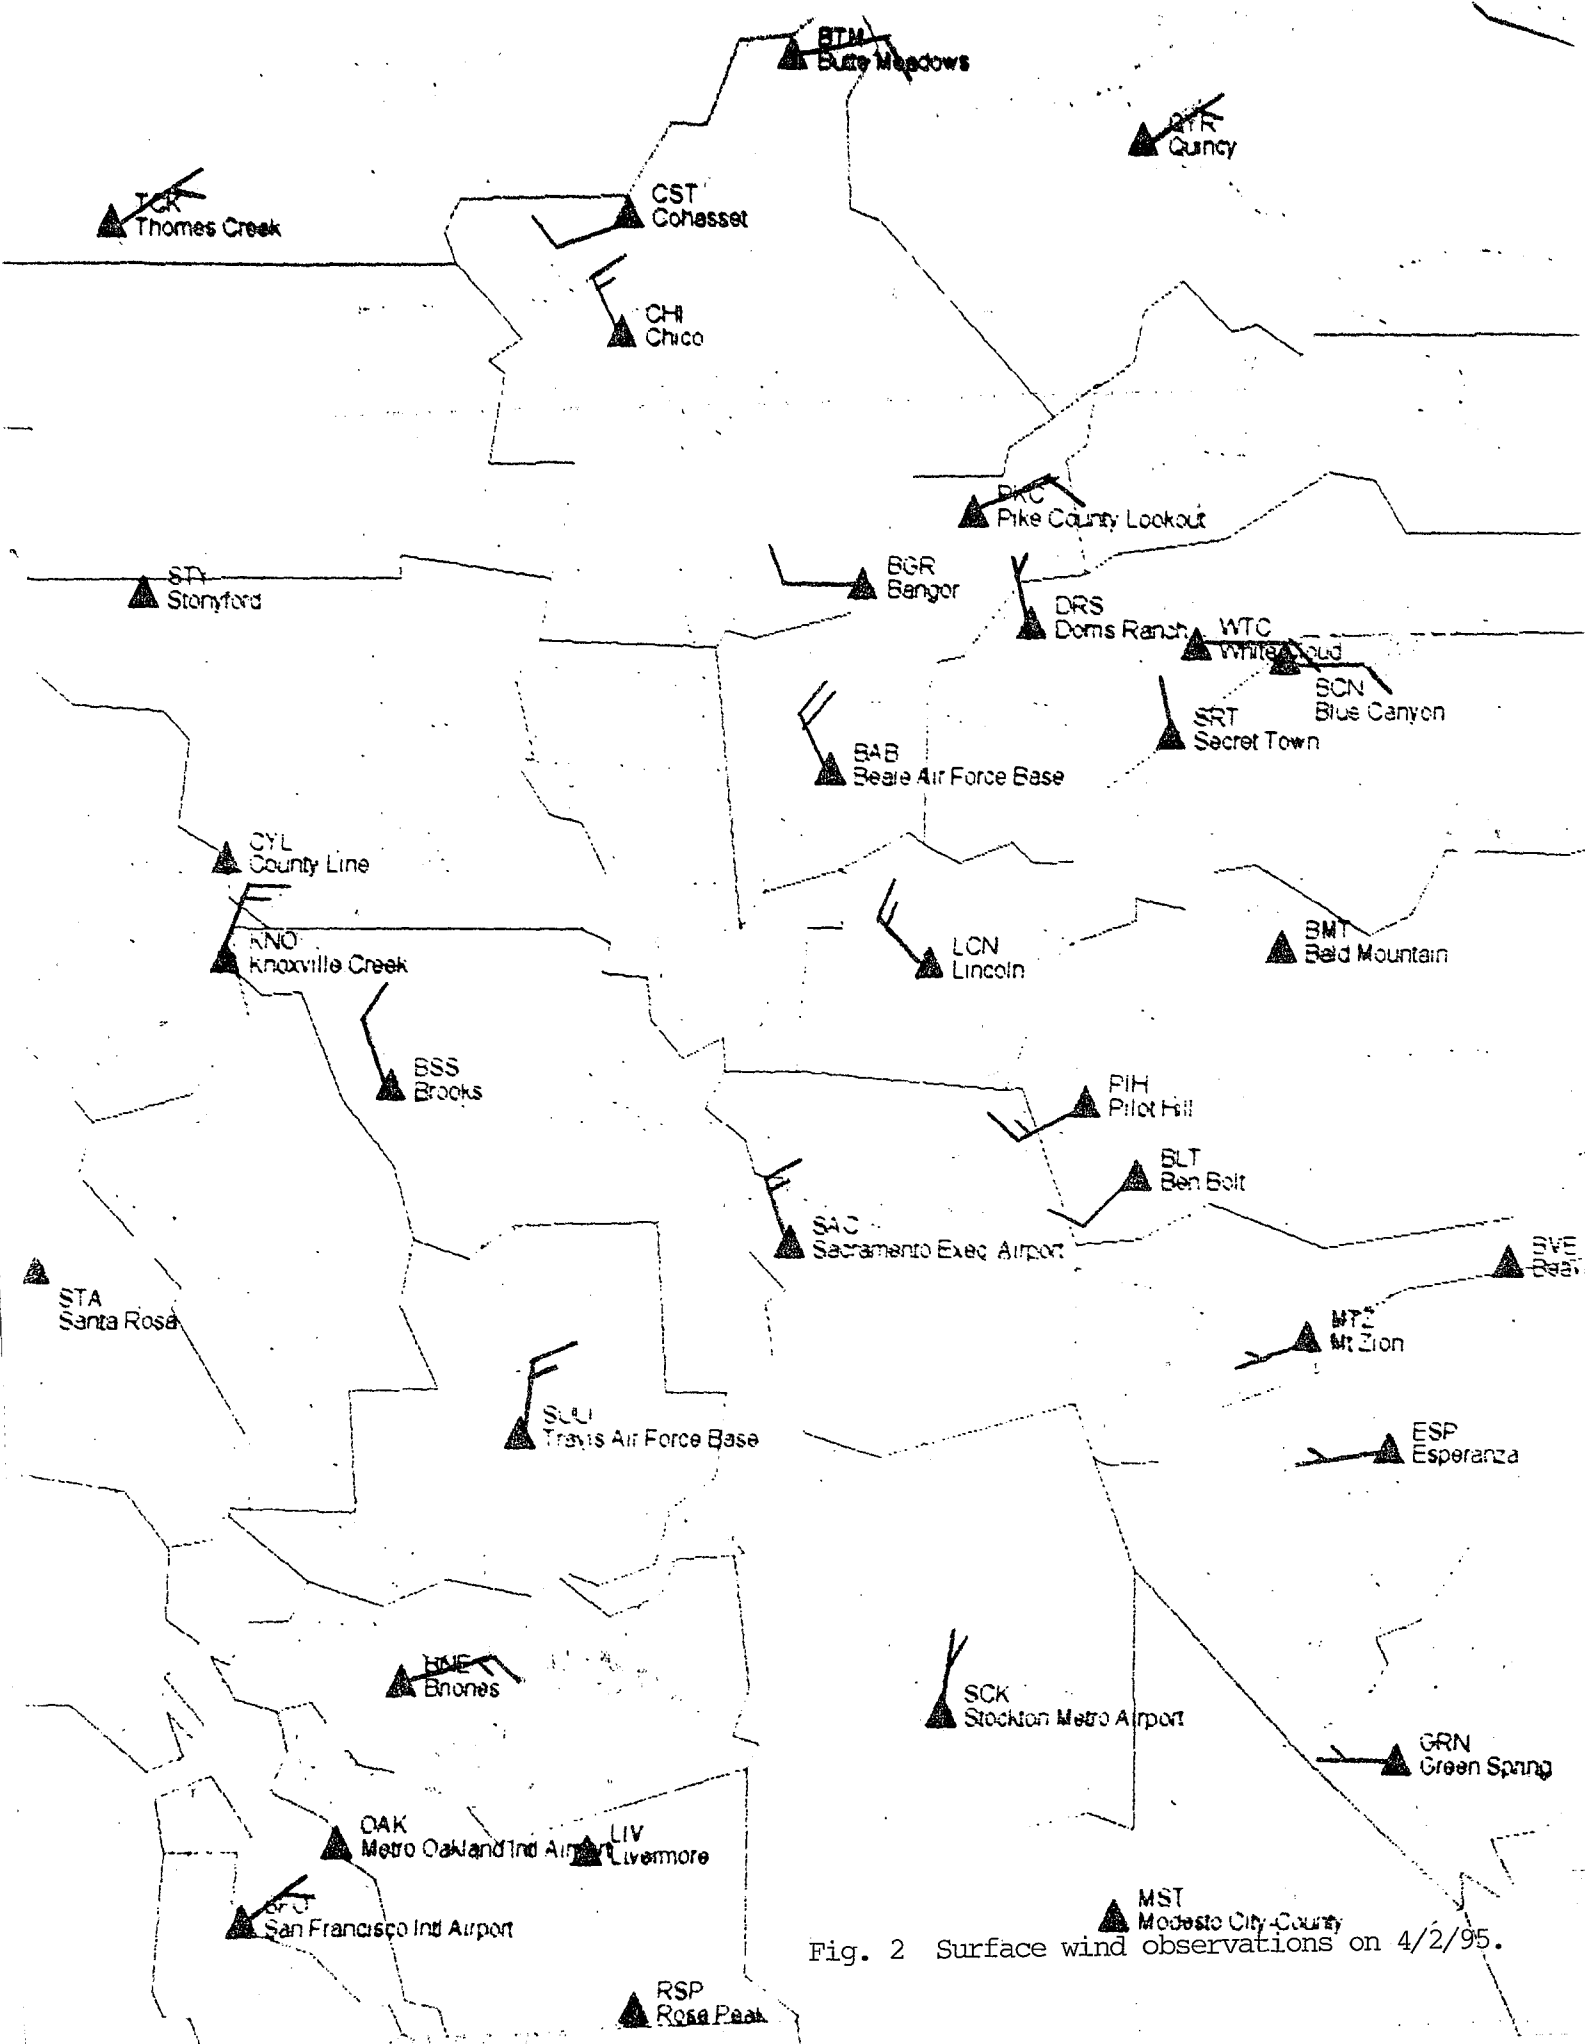 BTM
Butte Meadows
QYR
Quincy
TCK
Thomes Creek
CST
Cohasset
CHI
Chico
PKC
Pike County Lookout
STY
Stonyford
BGR
Bangor
DRS
Doms Ranch
WTC
White Cloud
BCN
Blue Canyon
SRT
Secret Town
BAB
Beale Air Force Base
CYL
County Line
KNO
Knoxville Creek
LCN
Lincoln
BMT
Bald Mountain
BSS
Brooks
PIH
Pilot Hill
BLT
Ben Bolt
SAC
Sacramento Exec Airport
STA
Santa Rosa
BVE
MTZ
Mt Zion
SUU
Travis Air Force Base
ESP
Esperanza
BNE
Briones
SCK
Stockton Metro Airport
GRN
Green Spring
OAK
Metro Oakland Intl Airport
LIV
Livermore
SFO
San Francisco Intl Airport
MST
Modesto City-County
Fig. 2 Surface wind observations on 4/2/95.
RSP
Rose Peak